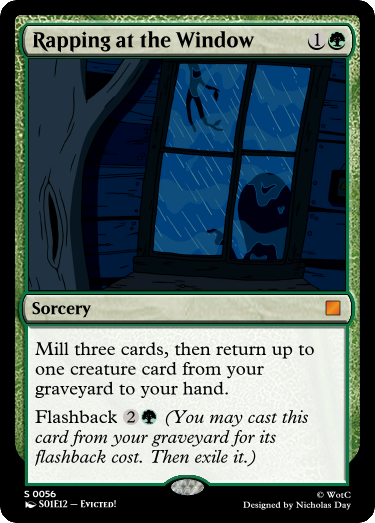 Rapping at the Window 1
Sorcery
Mill three cards, then return up to
one creature card from your
graveyard to your hand.
Flashback 2 (You may cast this
card from your graveyard for its
flashback cost. Then exile it.)
S 0056 © WotC
S01E12 – Evicted! Designed by Nicholas Day